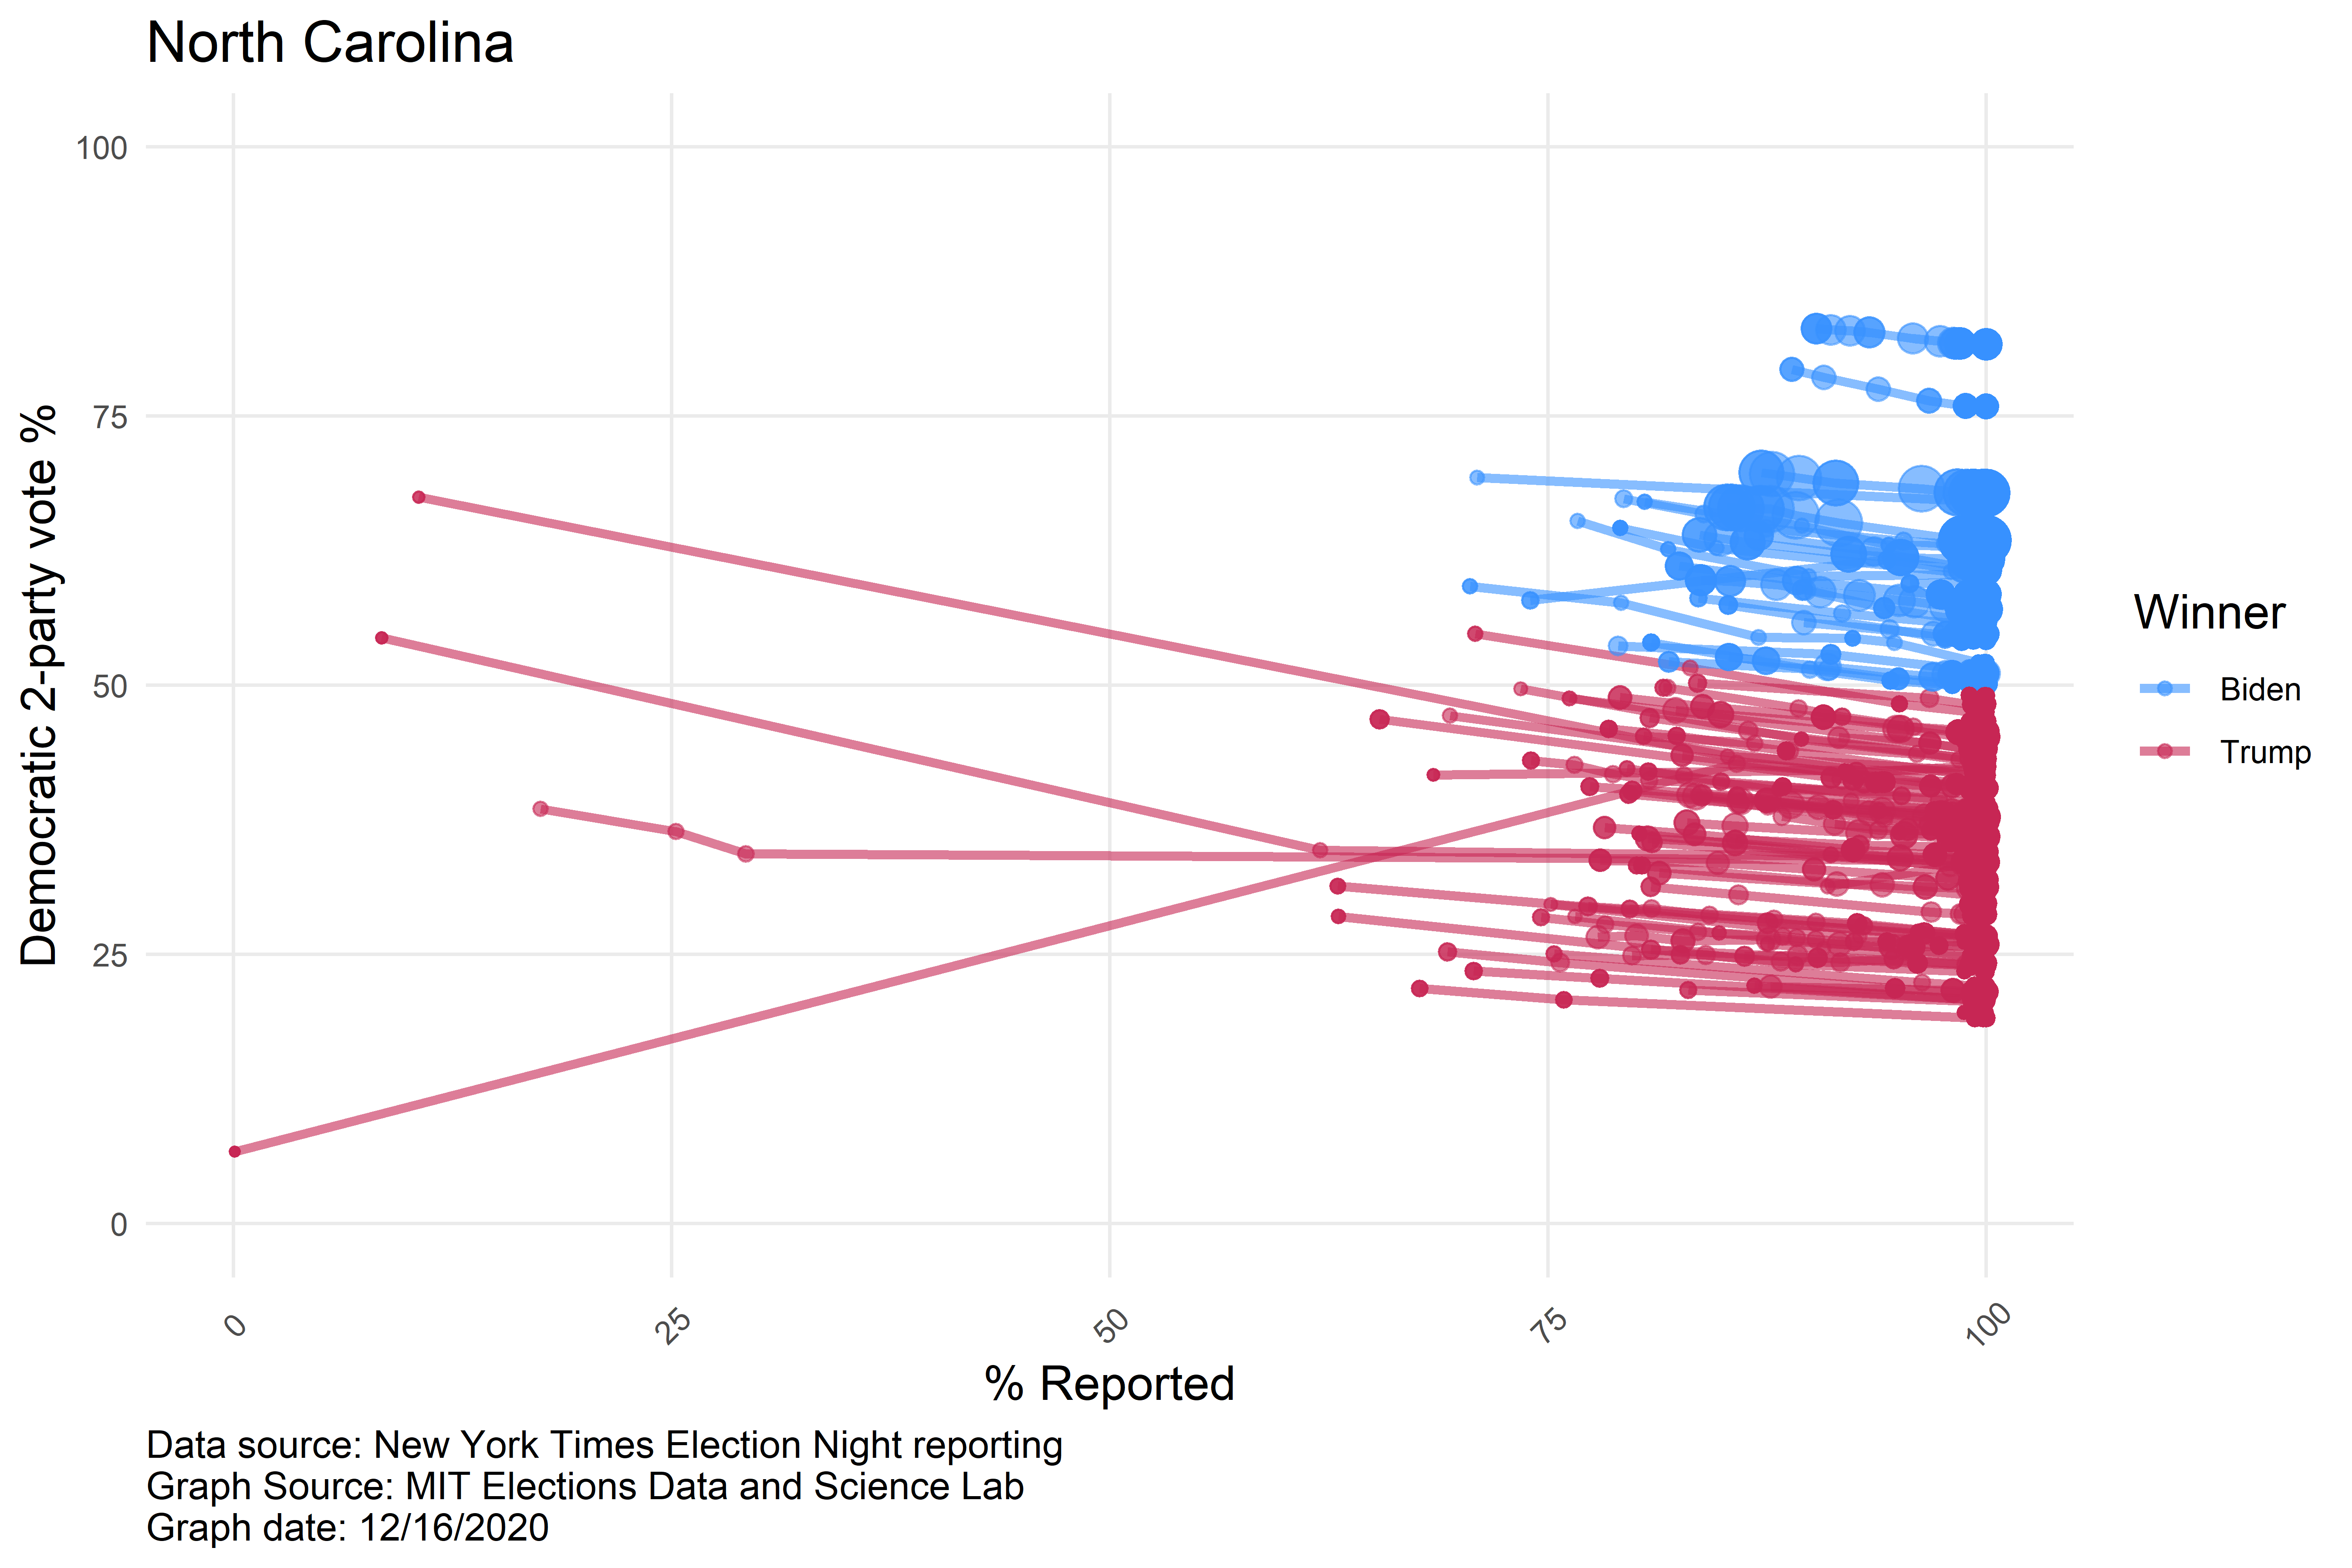 North Carolina
Democratic 2-party vote %
100
75
50
25
0
0
25
50
75
100
% Reported
Winner
Biden
Trump
Data source: New York Times Election Night reporting
Graph Source: MIT Elections Data and Science Lab
Graph date: 12/16/2020